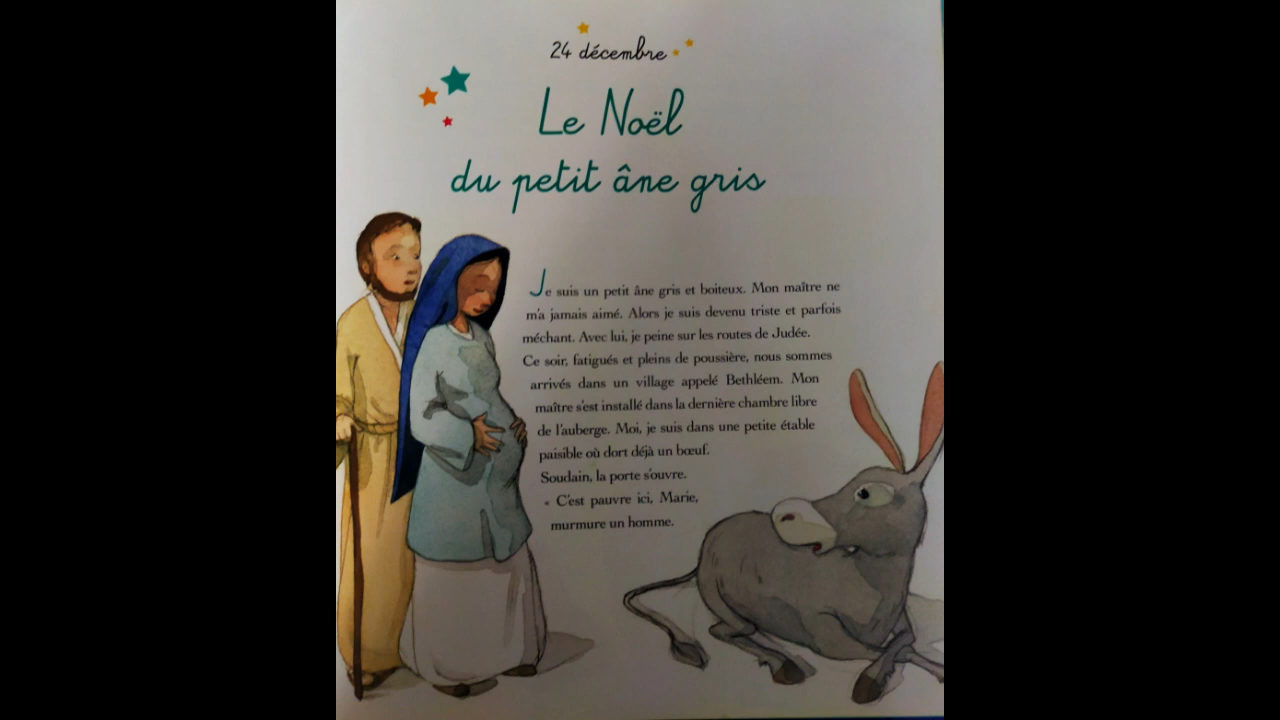 24 décembre
Le Noël
du petit âne gris
Je suis un petit âne gris et boiteux. Mon maître ne
m'a jamais aimé. Alors je suis devenu triste et parfois
méchant. Avec lui, je peine sur les routes de Judée.
Ce soir, fatigués et pleins de poussière, nous sommes
arrivés dans un village appelé Bethléem. Mon
maître s'est installé dans la dernière chambre libre
de l'auberge. Moi, je suis dans une petite étable
paisible où dort déjà un bœuf.
Soudain, la porte s'ouvre.
« C'est pauvre ici, Marie,
murmure un homme.